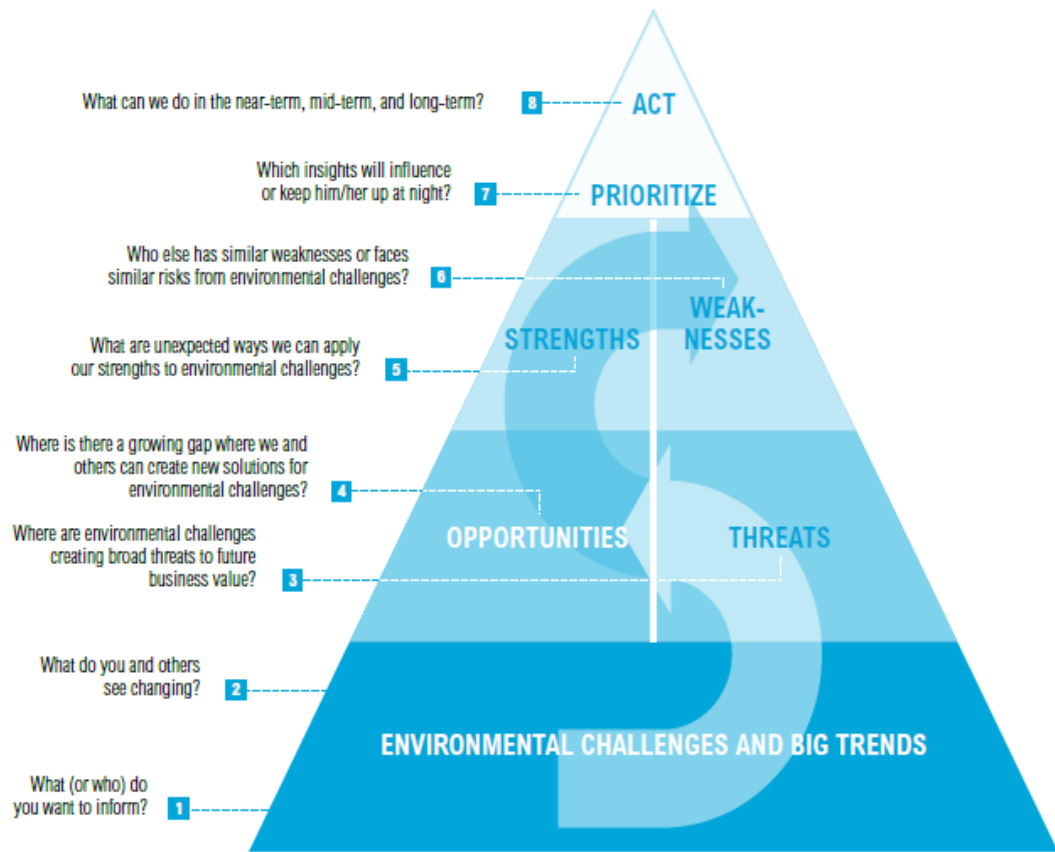 What can we do in the near-term, mid-term, and long-term?
8
ACT
Which insights will influence
or keep him/her up at night?
7
PRIORITIZE
Who else has similar weaknesses or faces
similar risks from environmental challenges?
6
WEAK-
NESSES
STRENGTHS
What are unexpected ways we can apply
our strengths to environmental challenges?
5
Where is there a growing gap where we and
others can create new solutions for
environmental challenges?
4
OPPORTUNITIES
THREATS
Where are environmental challenges
creating broad threats to future
business value?
3
What do you and others
see changing?
2
ENVIRONMENTAL CHALLENGES AND BIG TRENDS
What (or who) do
you want to inform?
1